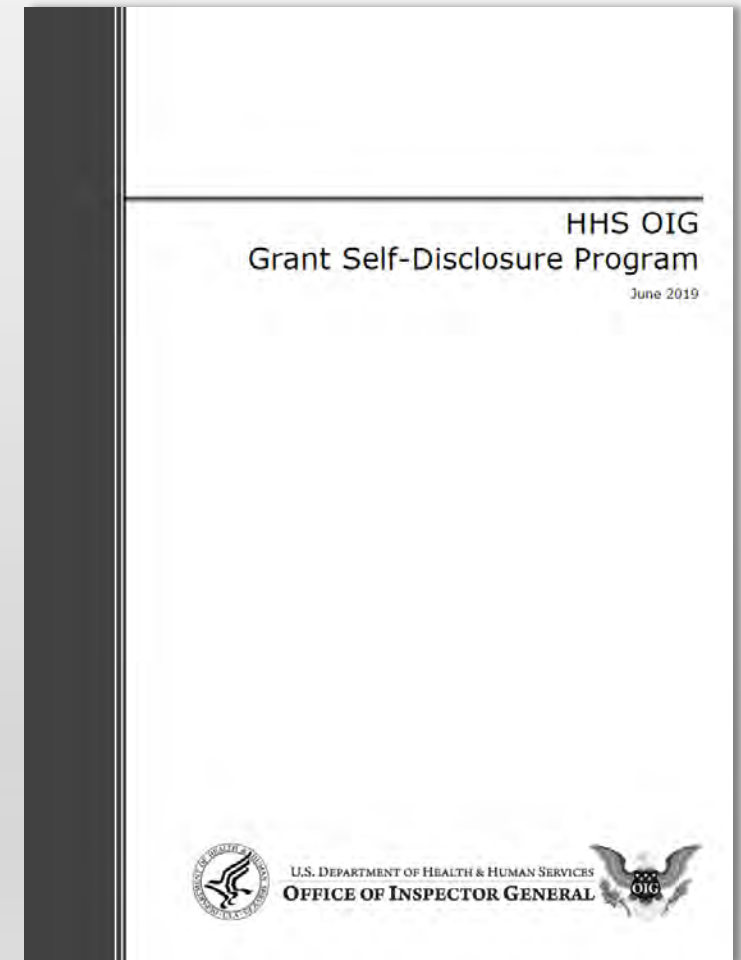 HHS OIG
Grant Self-Disclosure Program
June 2019
U.S. DEPARTMENT OF HEALTH & HUMAN SERVICES
OFFICE OF INSPECTOR GENERAL
OIG